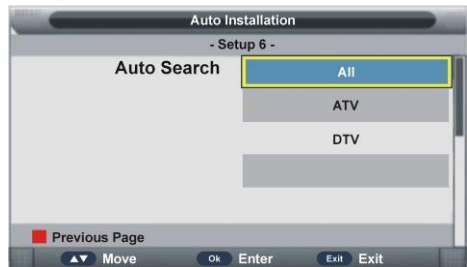 Auto Installation
- Setup 6 -
Auto Search
All
ATV
DTV
Previous Page
▲▼ Move Ok Enter Exit Exit